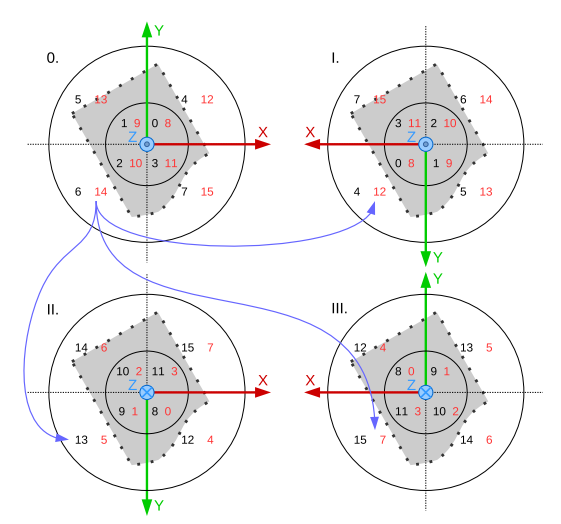 Y
0.
5 13 4 12
1 9 0 8
Z X
2 10 3 11
6 14 7 15
I.
7 15 6 14
3 11 2 10
X Z
0 8 1 9
4 12 5 13
Y
II.
14 6 15 7
10 2 11 3
Z X
9 1 8 0
13 5 12 4
Y
Y
III.
12 4 13 5
8 0 9 1
X Z
11 3 10 2
15 7 14 6